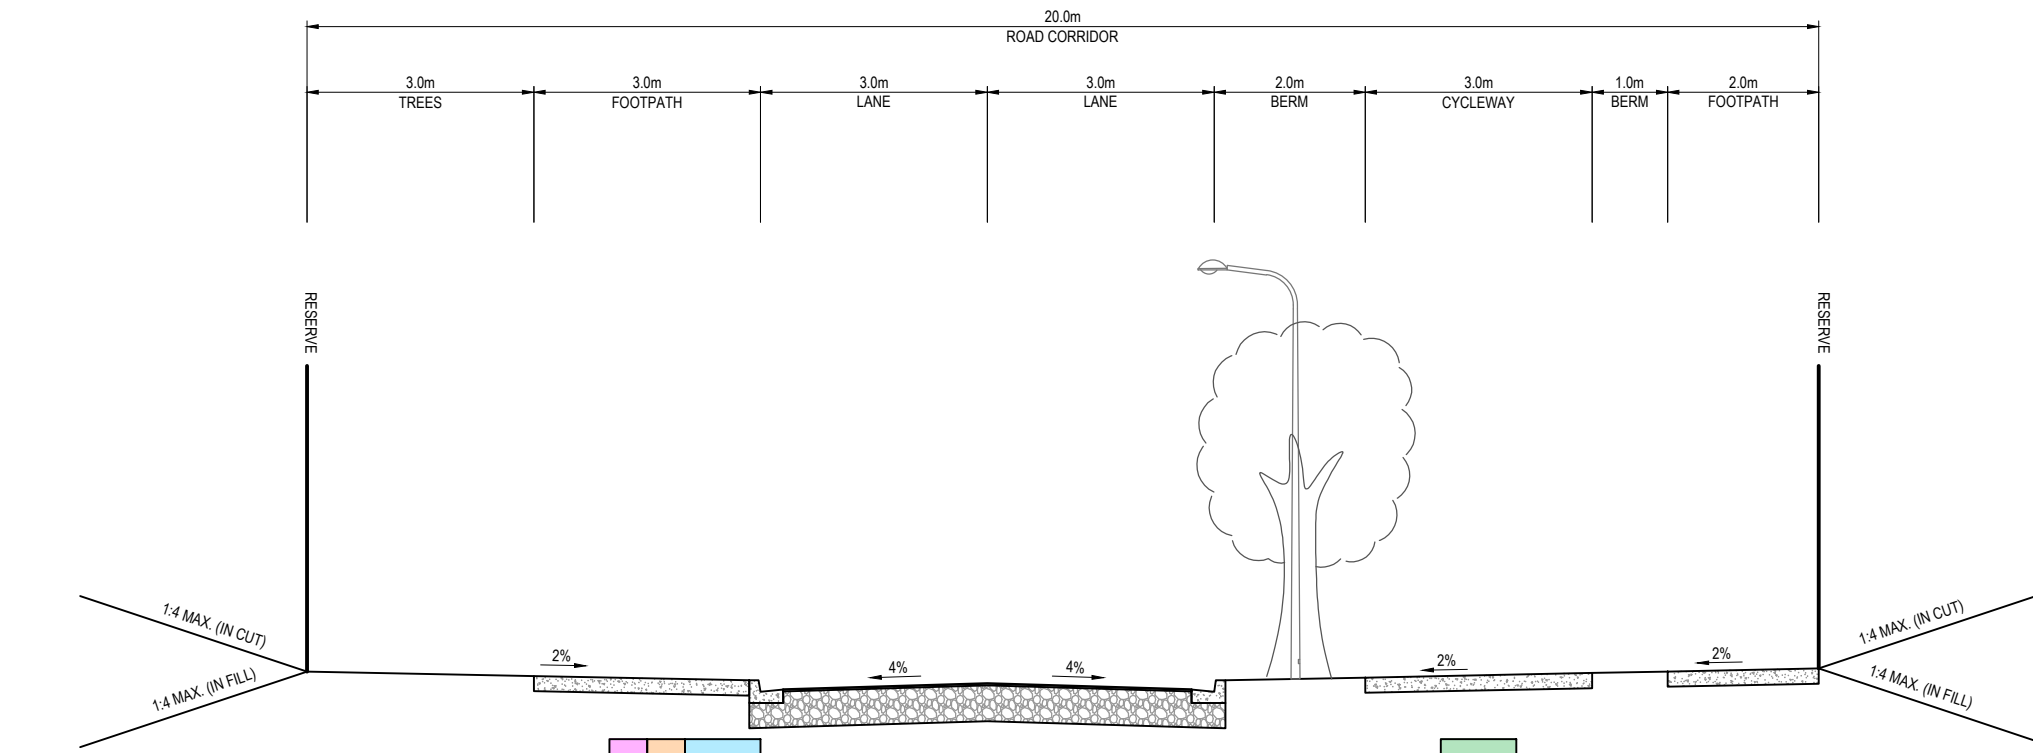 20.0m
ROAD CORRIDOR
3.0m
TREES
3.0m
FOOTPATH
3.0m
LANE
3.0m
LANE
2.0m
BERM
3.0m
CYCLEWAY
1.0m
BERM
2.0m
FOOTPATH
RESERVE
RESERVE
1:4 MAX. (IN CUT)
1:4 MAX. (IN FILL)
2%
4%
4%
2%
2%
1:4 MAX. (IN CUT)
1:4 MAX. (IN FILL)